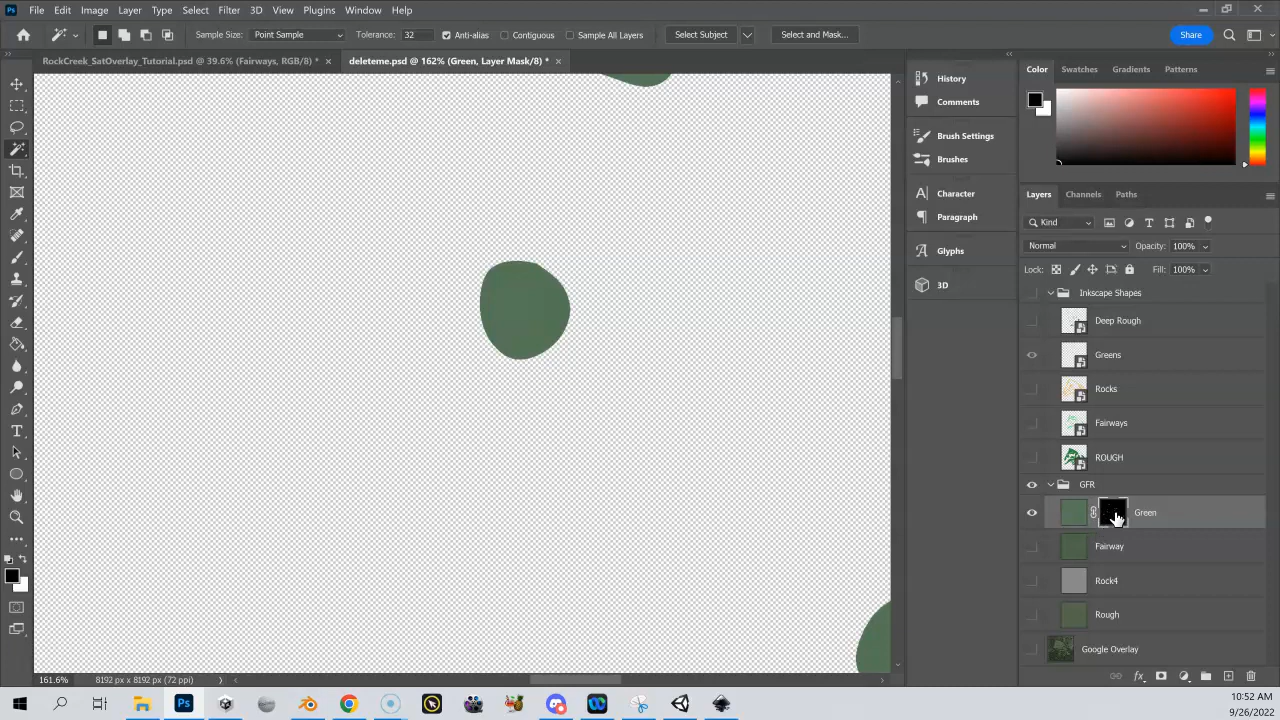 Ps File Edit Image Layer Type Select Filter 3D View Plugins Window Help
Sample Size: Point Sample Tolerance: 32 Anti-alias Contiguous Sample All Layers Select Subject Select and Mask... Share
RockCreek_SatOverlay_Tutorial.psd @ 39.6% (Fairways, RGB/8) * × deleteme.psd @ 162% (Green, Layer Mask/8) * ×
History
Comments
Brush Settings
Brushes
Character
Paragraph
Glyphs
3D
Color Swatches Gradients Patterns
Layers Channels Paths
Kind
Normal Opacity: 100%
Lock: Fill: 100%
Inkscape Shapes
Deep Rough
Greens
Rocks
Fairways
ROUGH
GFR
Green
Fairway
Rock4
Rough
Google Overlay
161.6% 8192 px x 8192 px (72 ppi)
Ps
10:52 AM
9/26/2022